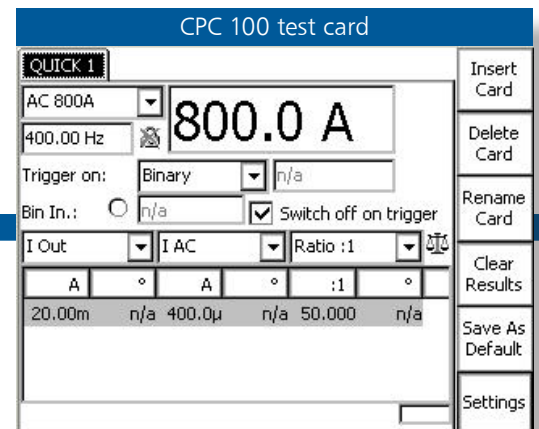 CPC 100 test card
QUICK 1
Insert Card
AC 800A
800.0 A
400.00 Hz
Delete Card
Trigger on:
Binary
n/a
Rename Card
Bin In.:
n/a
Switch off on trigger
I Out
I AC
Ratio :1
Clear Results
A ° A ° :1 °
20.00m n/a 400.0µ n/a 50.000 n/a
Save As Default
Settings